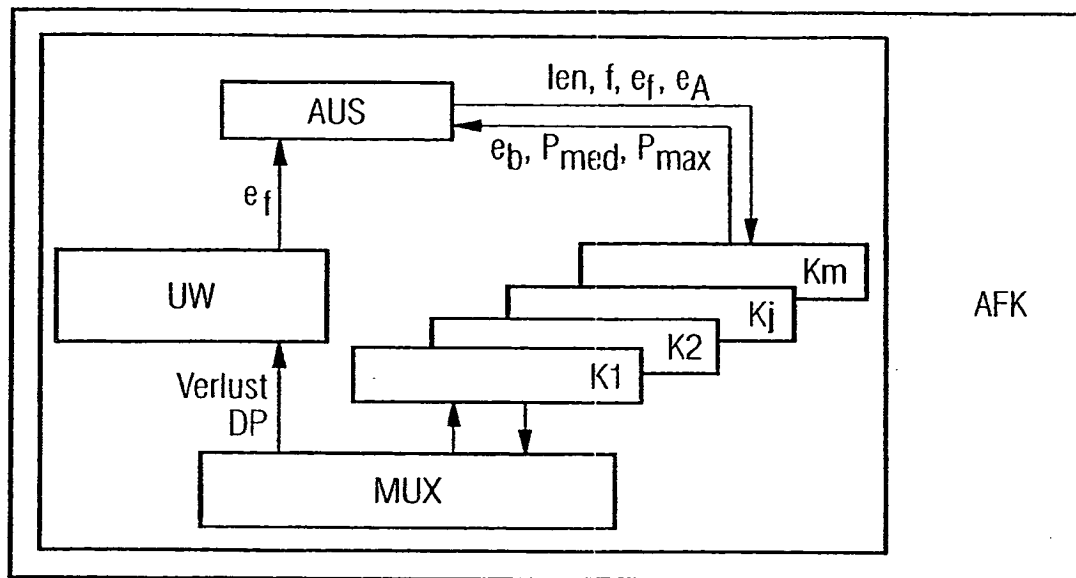 len, f, e_f, e_A
AUS
e_b, P_med, P_max
e_f
Km
UW
Kj
AFK
K2
K1
Verlust
DP
MUX